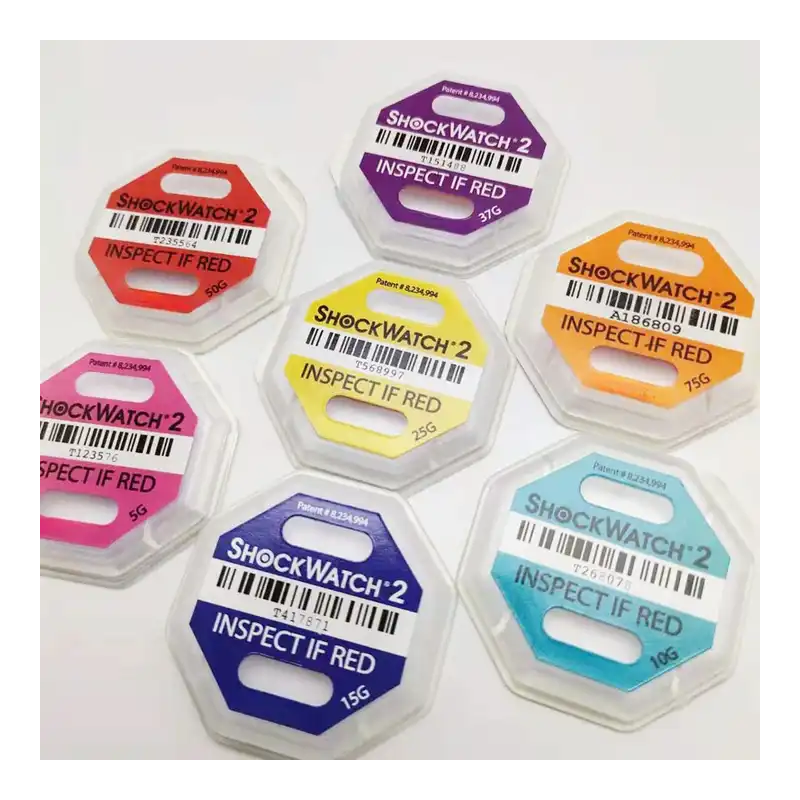 Patent # 8,234,994
SHOCKWATCH® 2
T151488
INSPECT IF RED
37G
Patent # 8,234,994
SHOCKWATCH® 2
T235564
INSPECT IF RED
50G
Patent # 8,234,994
SHOCKWATCH® 2
A186809
INSPECT IF RED
75G
Patent # 8,234,994
SHOCKWATCH® 2
T568997
INSPECT IF RED
25G
Patent # 8,234,994
HOCKWATCH® 2
T123576
SPECT IF RED
5G
Patent # 8,234,994
SHOCKWATCH® 2
T417871
INSPECT IF RED
15G
Patent # 8,234,994
SHOCKWATCH® 2
T268078
INSPECT IF RED
10G